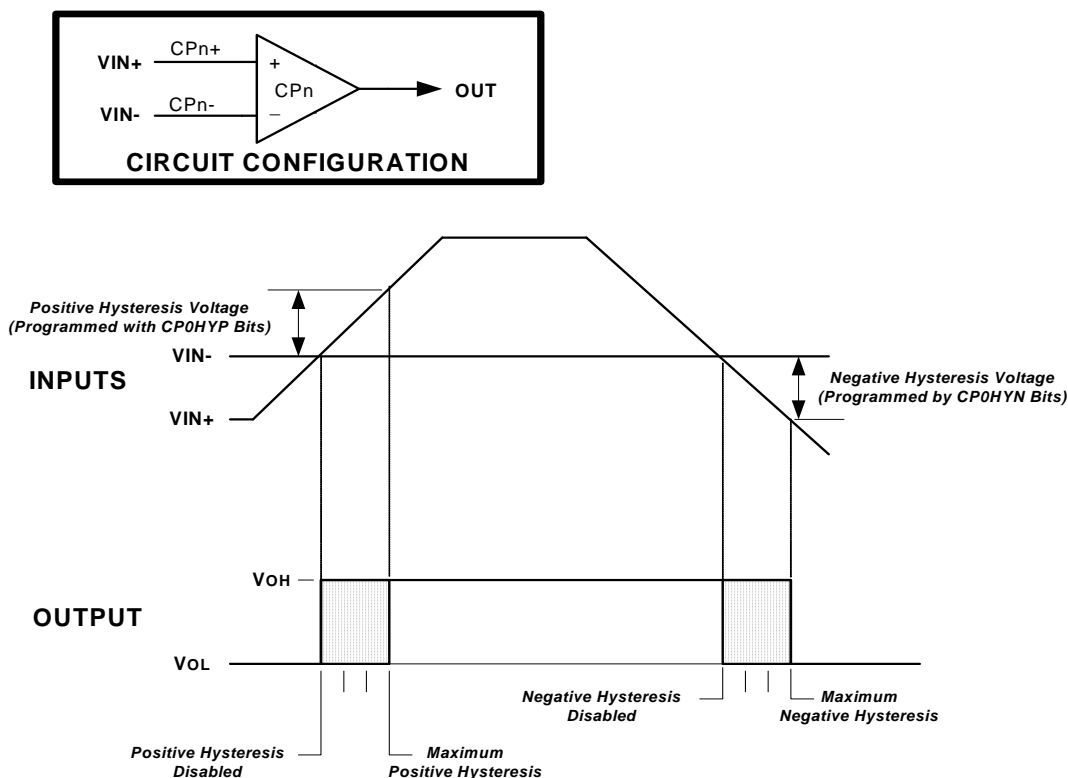 VIN+
CPn+
+
CPn
OUT
VIN-
CPn-
−
CIRCUIT CONFIGURATION
Positive Hysteresis Voltage
(Programmed with CP0HYP Bits)
VIN-
INPUTS
Negative Hysteresis Voltage
(Programmed by CP0HYN Bits)
VIN+
VOH
OUTPUT
VOL
Negative Hysteresis
Disabled
Maximum
Negative Hysteresis
Positive Hysteresis
Disabled
Maximum
Positive Hysteresis